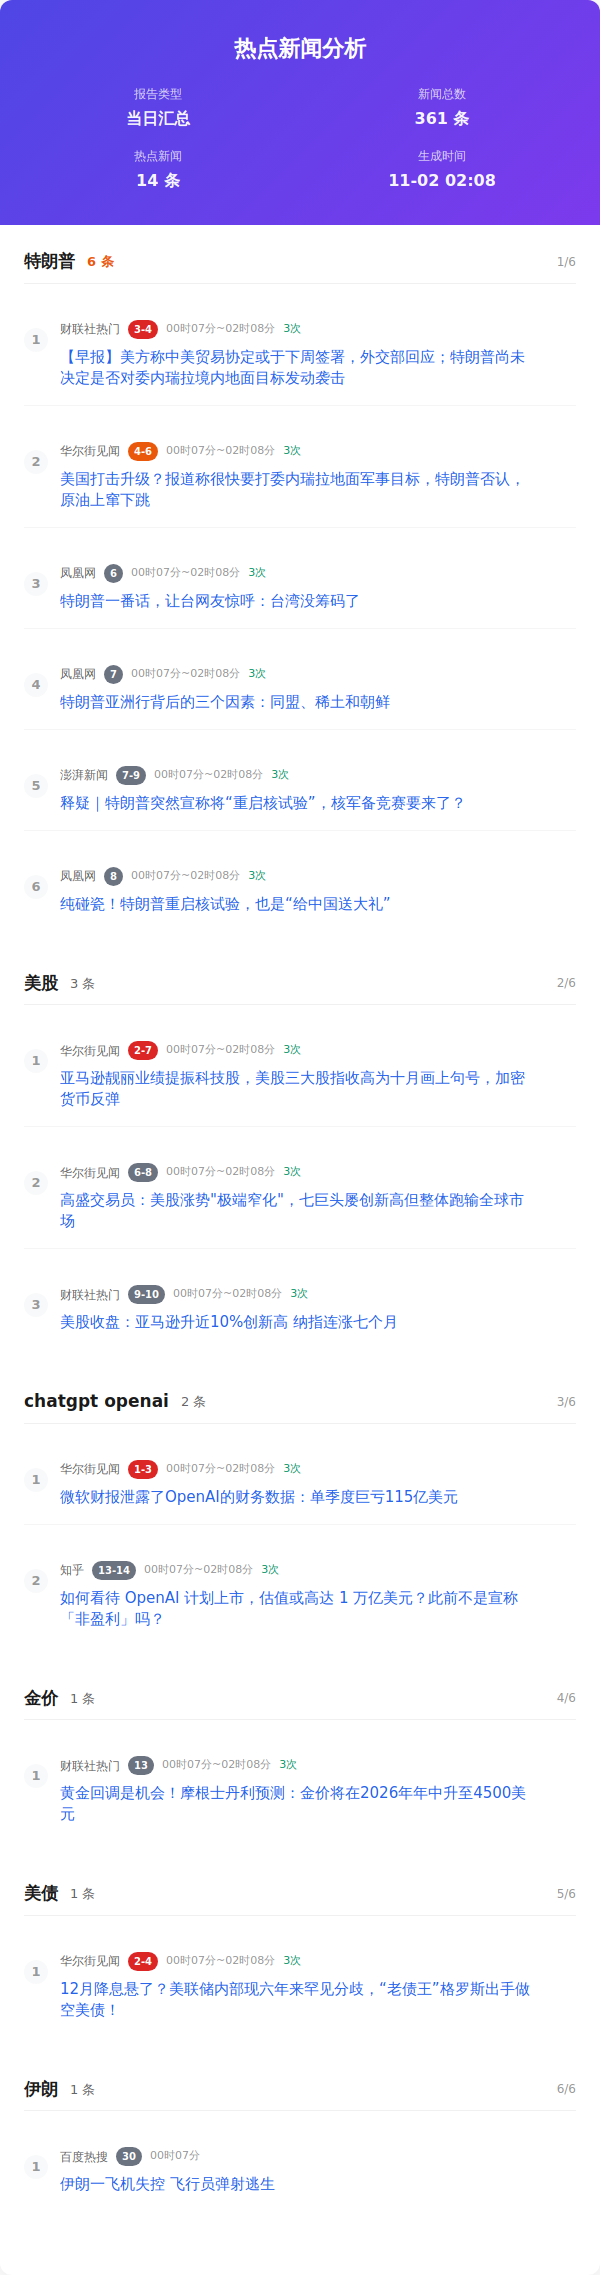 热点新闻分析
报告类型
新闻总数
当日汇总
361 条
热点新闻
生成时间
14 条
11-02 02:08
特朗普 6 条 1/6
1
财联社热门 3-4 00时07分~02时08分 3次
【早报】美方称中美贸易协定或于下周签署，外交部回应；特朗普尚未
决定是否对委内瑞拉境内地面目标发动袭击
2
华尔街见闻 4-6 00时07分~02时08分 3次
美国打击升级？报道称很快要打委内瑞拉地面军事目标，特朗普否认，
原油上窜下跳
3
凤凰网 6 00时07分~02时08分 3次
特朗普一番话，让台网友惊呼：台湾没筹码了
4
凤凰网 7 00时07分~02时08分 3次
特朗普亚洲行背后的三个因素：同盟、稀土和朝鲜
5
澎湃新闻 7-9 00时07分~02时08分 3次
释疑｜特朗普突然宣称将“重启核试验”，核军备竞赛要来了？
6
凤凰网 8 00时07分~02时08分 3次
纯碰瓷！特朗普重启核试验，也是“给中国送大礼”
美股 3 条 2/6
1
华尔街见闻 2-7 00时07分~02时08分 3次
亚马逊靓丽业绩提振科技股，美股三大股指收高为十月画上句号，加密
货币反弹
2
华尔街见闻 6-8 00时07分~02时08分 3次
高盛交易员：美股涨势"极端窄化"，七巨头屡创新高但整体跑输全球市
场
3
财联社热门 9-10 00时07分~02时08分 3次
美股收盘：亚马逊升近10%创新高 纳指连涨七个月
chatgpt openai 2 条 3/6
1
华尔街见闻 1-3 00时07分~02时08分 3次
微软财报泄露了OpenAI的财务数据：单季度巨亏115亿美元
2
知乎 13-14 00时07分~02时08分 3次
如何看待 OpenAI 计划上市，估值或高达 1 万亿美元？此前不是宣称
「非盈利」吗？
金价 1 条 4/6
1
财联社热门 13 00时07分~02时08分 3次
黄金回调是机会！摩根士丹利预测：金价将在2026年年中升至4500美
元
美债 1 条 5/6
1
华尔街见闻 2-4 00时07分~02时08分 3次
12月降息悬了？美联储内部现六年来罕见分歧，“老债王”格罗斯出手做
空美债！
伊朗 1 条 6/6
1
百度热搜 30 00时07分
伊朗一飞机失控 飞行员弹射逃生